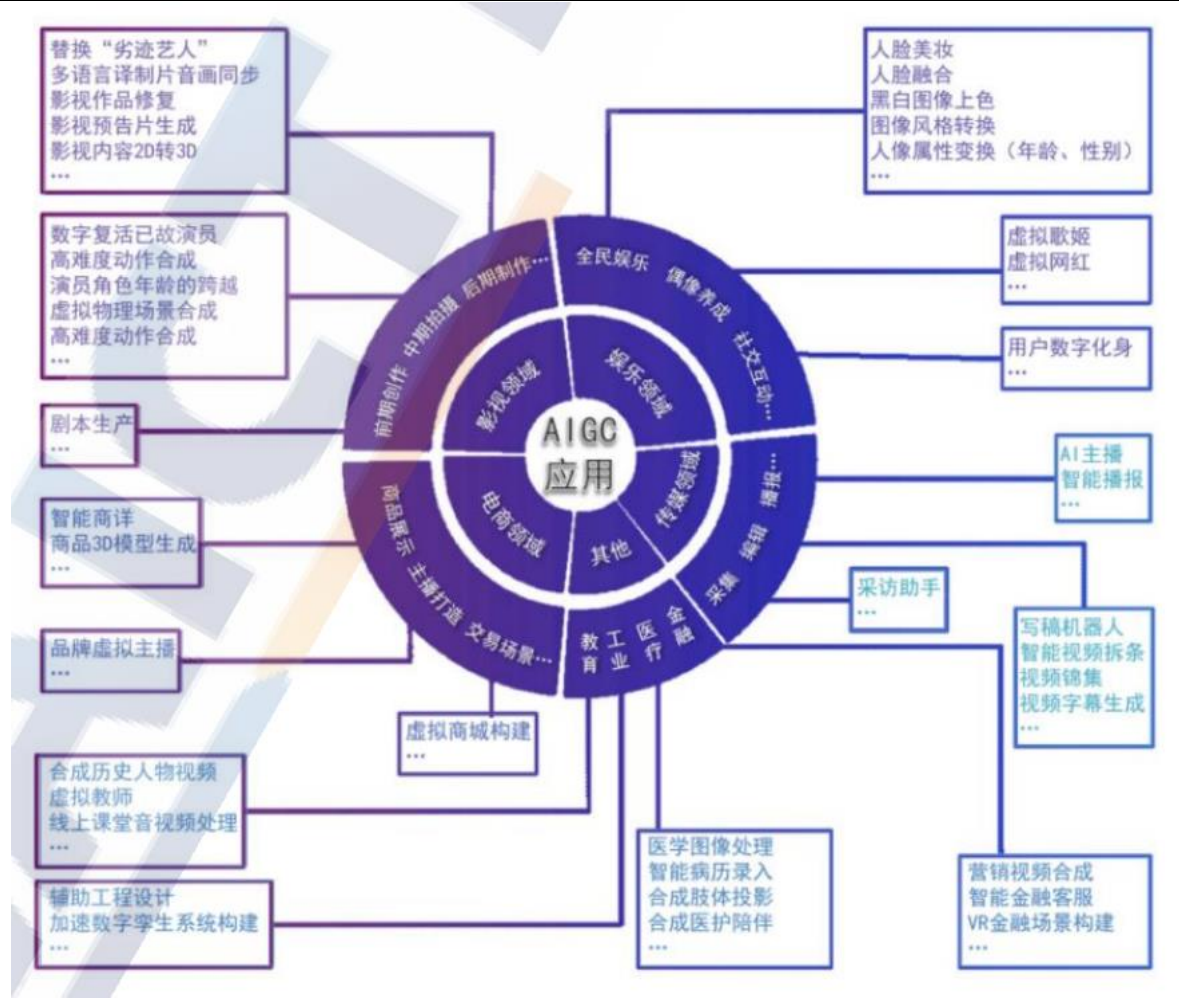 替换“劣迹艺人”
多语言译制片音画同步
影视作品修复
影视预告片生成
影视内容2D转3D
…
数字复活已故演员
高难度动作合成
演员角色年龄的跨越
虚拟物理场景合成
高难度动作合成
…
剧本生产
…
智能商详
商品3D模型生成
…
品牌虚拟主播
…
虚拟商城构建
…
合成历史人物视频
虚拟教师
线上课堂音视频处理
…
辅助工程设计
加速数字孪生系统构建
…
前期创作 中期拍摄 后期制作…
全民娱乐 偶像养成 社交互动…
影视领域
娱乐领域
AIGC
应用
电商领域
其他
传媒领域
商品展示 主播打造 交易场景…
教育
工业
医疗
金融
采集 编辑 播报…
人脸美妆
人脸融合
黑白图像上色
图像风格转换
人像属性变换（年龄、性别）
…
虚拟歌姬
虚拟网红
…
用户数字化身
…
AI主播
智能播报
…
采访助手
…
写稿机器人
智能视频拆条
视频锦集
视频字幕生成
…
医学图像处理
智能病历录入
合成肢体投影
合成医护陪伴
…
营销视频合成
智能金融客服
VR金融场景构建
…